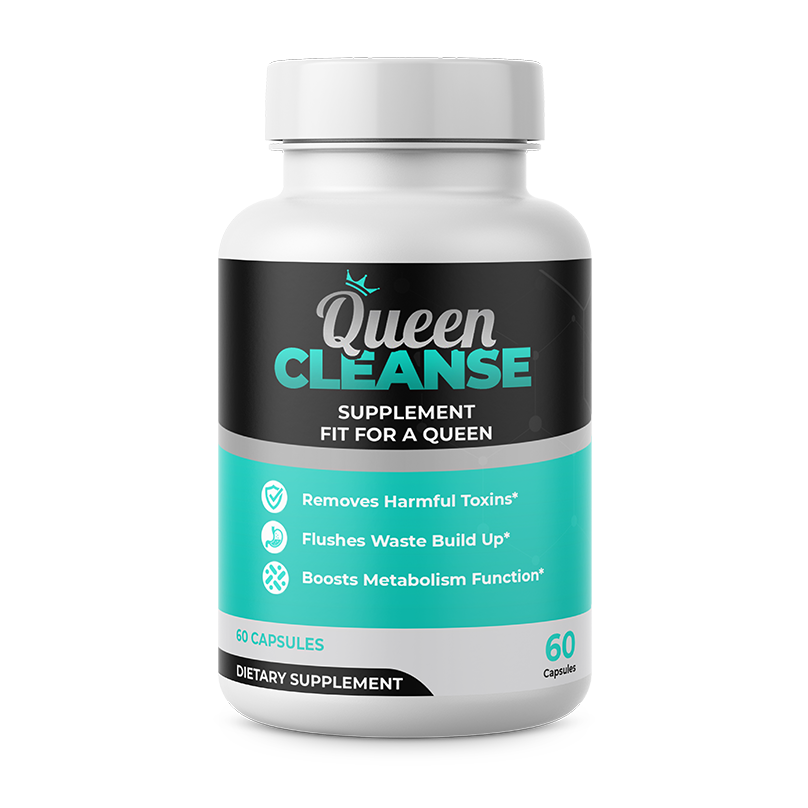 Queen
CLEANSE
SUPPLEMENT
FIT FOR A QUEEN
Removes Harmful Toxins*
Flushes Waste Build Up*
Boosts Metabolism Function*
60 CAPSULES
60
Capsules
DIETARY SUPPLEMENT